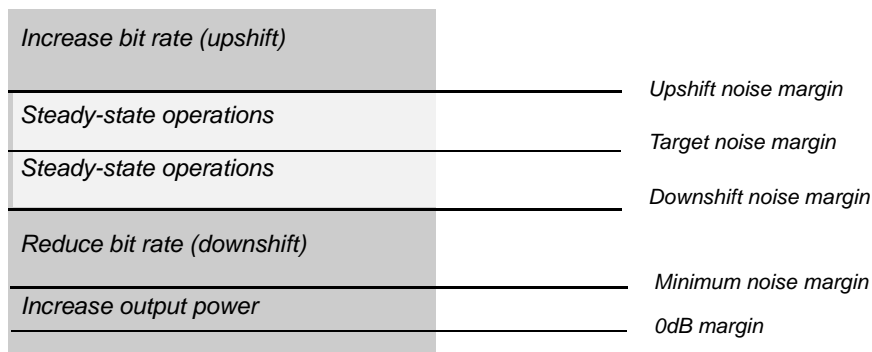 Increase bit rate (upshift)
Upshift noise margin
Steady-state operations
Target noise margin
Steady-state operations
Downshift noise margin
Reduce bit rate (downshift)
Minimum noise margin
Increase output power
0dB margin